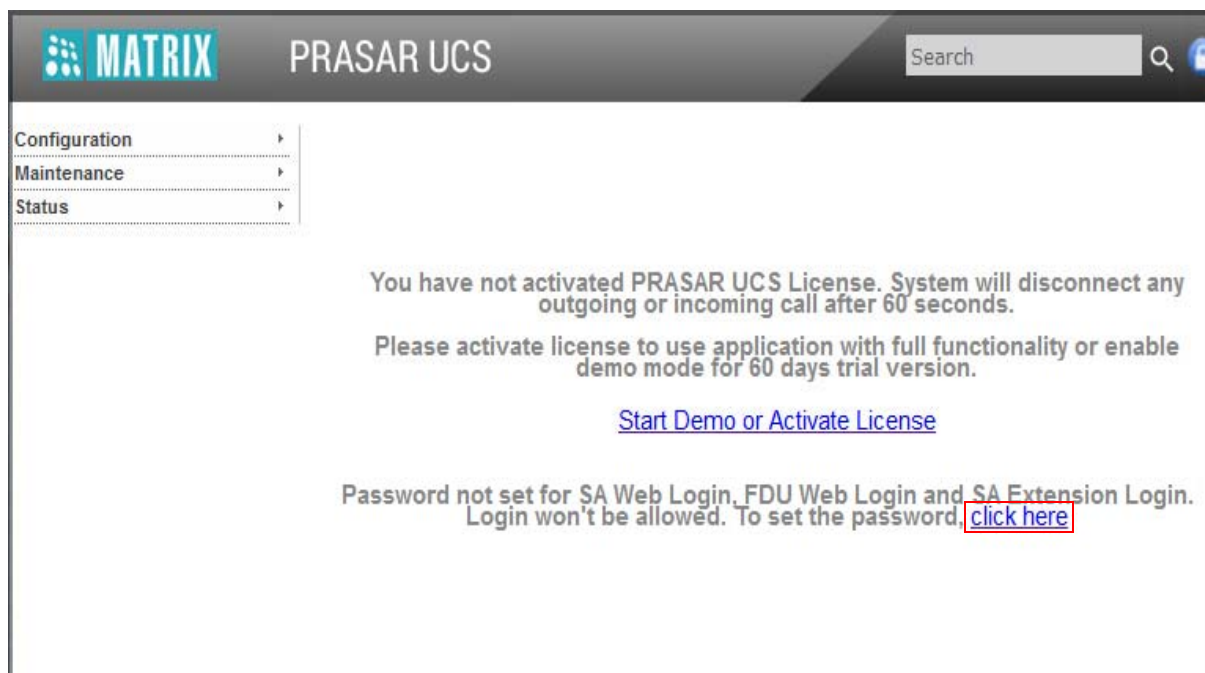 MATRIX PRASAR UCS Search
Configuration
Maintenance
Status
You have not activated PRASAR UCS License. System will disconnect any
outgoing or incoming call after 60 seconds.
Please activate license to use application with full functionality or enable
demo mode for 60 days trial version.
Start Demo or Activate License
Password not set for SA Web Login, FDU Web Login and SA Extension Login.
Login won't be allowed. To set the password, click here